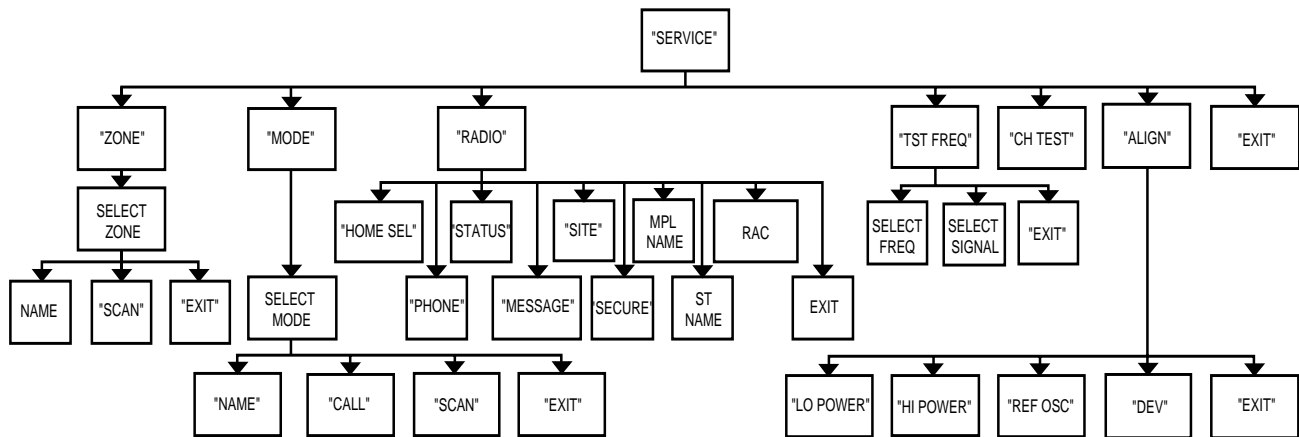 "SERVICE"
"ZONE"
"MODE"
"RADIO"
"TST FREQ"
"CH TEST"
"ALIGN"
"EXIT"
SELECT
ZONE
"HOME SEL"
"STATUS"
"SITE"
MPL
NAME
RAC
SELECT
FREQ
SELECT
SIGNAL
"EXIT"
NAME
"SCAN"
"EXIT"
SELECT
MODE
"PHONE"
"MESSAGE"
"SECURE"
ST
NAME
EXIT
"NAME"
"CALL"
"SCAN"
"EXIT"
"LO POWER"
"HI POWER"
"REF OSC"
"DEV"
"EXIT"